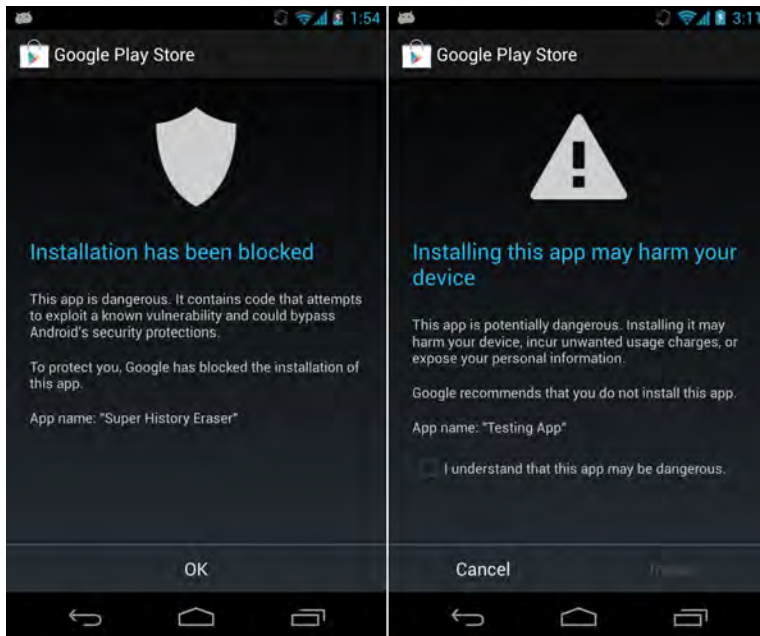 1:54
Google Play Store
Installation has been blocked
This app is dangerous. It contains code that attempts
to exploit a known vulnerability and could bypass
Android's security protections.
To protect you, Google has blocked the installation of
this app.
App name: "Super History Eraser"
OK
3:11
Google Play Store
Installing this app may harm your
device
This app is potentially dangerous. Installing it may
harm your device, incur unwanted usage charges, or
expose your personal information.
Google recommends that you do not install this app.
App name: "Testing App"
I understand that this app may be dangerous.
Cancel